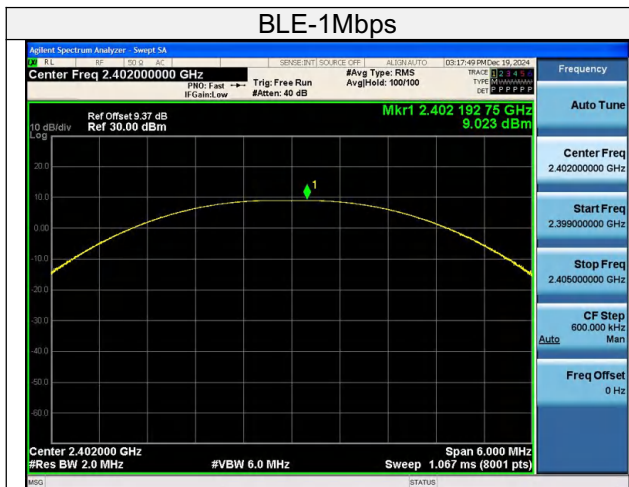 BLE-1Mbps
Agilent Spectrum Analyzer - Swept SA
RL RF 50 Ω AC SENSE:INT SOURCE OFF ALIGN AUTO 03:17:49 PM Dec 19, 2024
Center Freq 2.402000000 GHz
#Avg Type: RMS
TRACE 1 2 3 4 5 6
PNO: Fast
Trig: Free Run
Avg|Hold: 100/100
TYPE
IFGain:Low
#Atten: 40 dB
DET P P P P P P
Mkr1 2.402 192 75 GHz
9.023 dBm
Ref Offset 9.37 dB
10 dB/div Ref 30.00 dBm
Log
20.0
10.0
0.00
-10.0
-20.0
-30.0
-40.0
-50.0
-60.0
1
Center 2.402000 GHz Span 6.000 MHz
#Res BW 2.0 MHz #VBW 6.0 MHz Sweep 1.067 ms (8001 pts)
MSG STATUS
Frequency
Auto Tune
Center Freq
2.402000000 GHz
Start Freq
2.399000000 GHz
Stop Freq
2.405000000 GHz
CF Step
600.000 kHz
Auto Man
Freq Offset
0 Hz